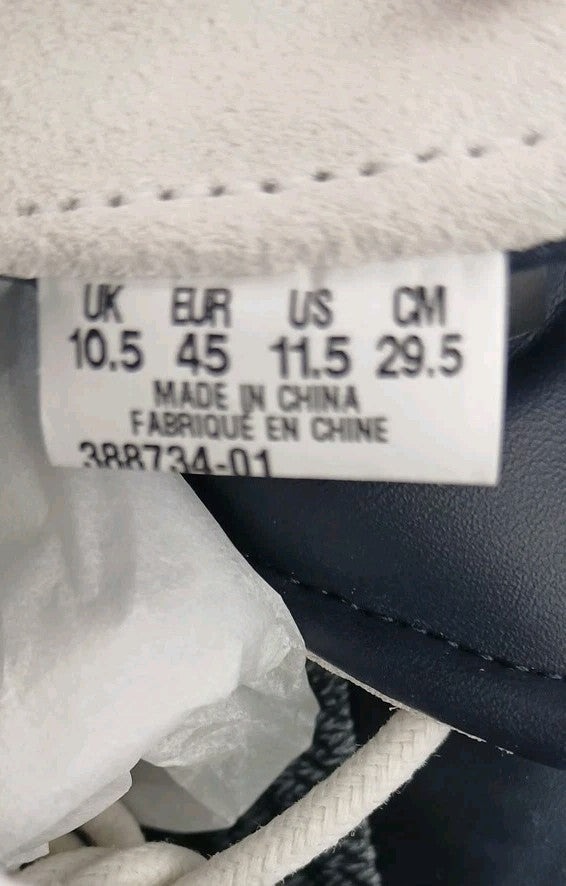 UK EUR US CM
10.5 45 11.5 29.5
MADE IN CHINA
FABRIQUÉ EN CHINE
388734-01